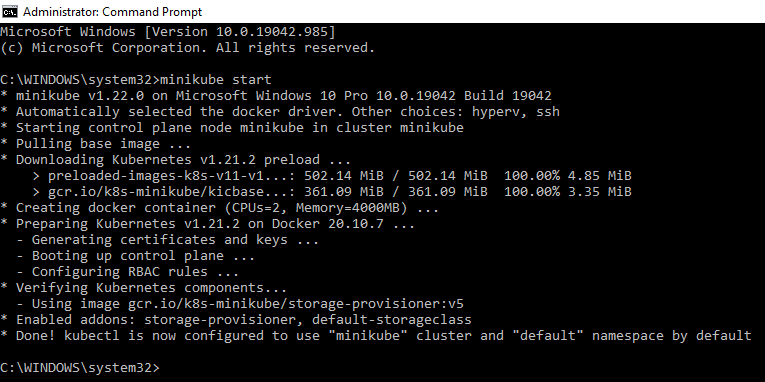 Administrator: Command Prompt
Microsoft Windows [Version 10.0.19042.985]
(c) Microsoft Corporation. All rights reserved.
C:\WINDOWS\system32>minikube start
* minikube v1.22.0 on Microsoft Windows 10 Pro 10.0.19042 Build 19042
* Automatically selected the docker driver. Other choices: hyperv, ssh
* Starting control plane node minikube in cluster minikube
* Pulling base image ...
* Downloading Kubernetes v1.21.2 preload ...
    > preloaded-images-k8s-v11-v1...: 502.14 MiB / 502.14 MiB  100.00% 4.85 MiB
    > gcr.io/k8s-minikube/kicbase...: 361.09 MiB / 361.09 MiB  100.00% 3.35 MiB
* Creating docker container (CPUs=2, Memory=4000MB) ...
* Preparing Kubernetes v1.21.2 on Docker 20.10.7 ...
  - Generating certificates and keys ...
  - Booting up control plane ...
  - Configuring RBAC rules ...
* Verifying Kubernetes components...
  - Using image gcr.io/k8s-minikube/storage-provisioner:v5
* Enabled addons: storage-provisioner, default-storageclass
* Done! kubectl is now configured to use "minikube" cluster and "default" namespace by default
C:\WINDOWS\system32>